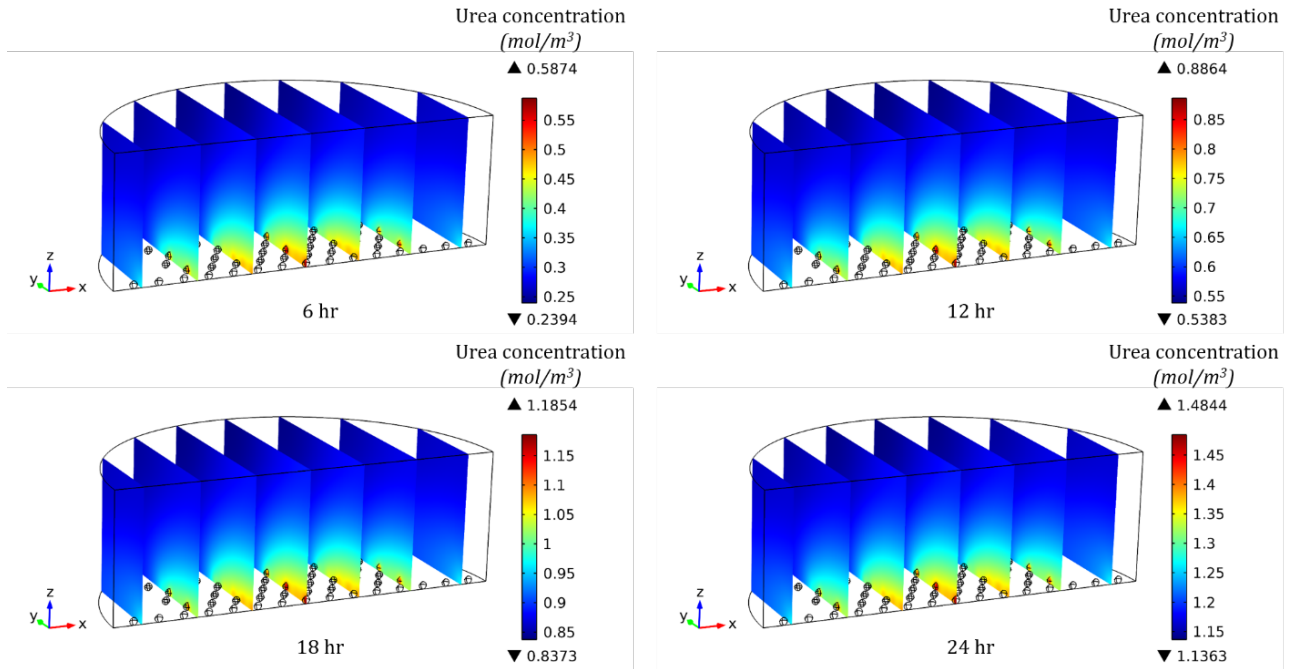 Urea concentration
(mol/m³)
▲ 0.5874
0.55
0.5
0.45
0.4
0.35
0.3
0.25
▼ 0.2394
z
y
x
6 hr
Urea concentration
(mol/m³)
▲ 0.8864
0.85
0.8
0.75
0.7
0.65
0.6
0.55
▼ 0.5383
z
y
x
12 hr
Urea concentration
(mol/m³)
▲ 1.1854
1.15
1.1
1.05
1
0.95
0.9
0.85
▼ 0.8373
z
y
x
18 hr
Urea concentration
(mol/m³)
▲ 1.4844
1.45
1.4
1.35
1.3
1.25
1.2
1.15
▼ 1.1363
z
y
x
24 hr